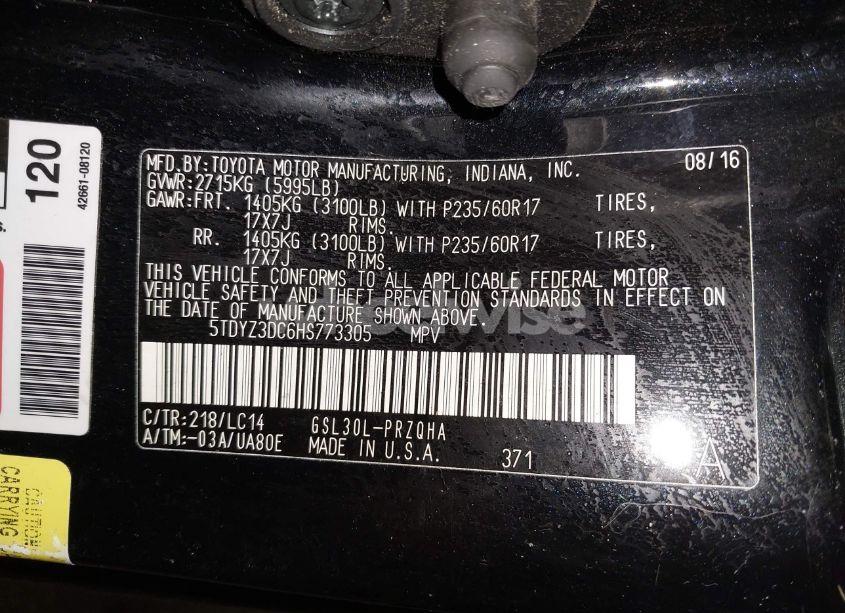 MFD.BY:TOYOTA MOTOR MANUFACTURING, INDIANA, INC. 08/16
GVWR:2715KG (5995LB)
GAWR:FRT. 1405KG (3100LB) WITH P235/60R17 TIRES,
17X7J RIMS.
RR. 1405KG (3100LB) WITH P235/60R17 TIRES,
17X7J RIMS.
THIS VEHICLE CONFORMS TO ALL APPLICABLE FEDERAL MOTOR
VEHICLE SAFETY AND THEFT PREVENTION STANDARDS IN EFFECT ON
THE DATE OF MANUFACTURE SHOWN ABOVE.
5TDYZ3DC6HS773305 MPV
C/TR:218/LC14 GSL30L-PRZQHA
A/TM:-03A/UA80E MADE IN U.S.A. 371 A
120
42661-08120
CAUTION
CARRYING